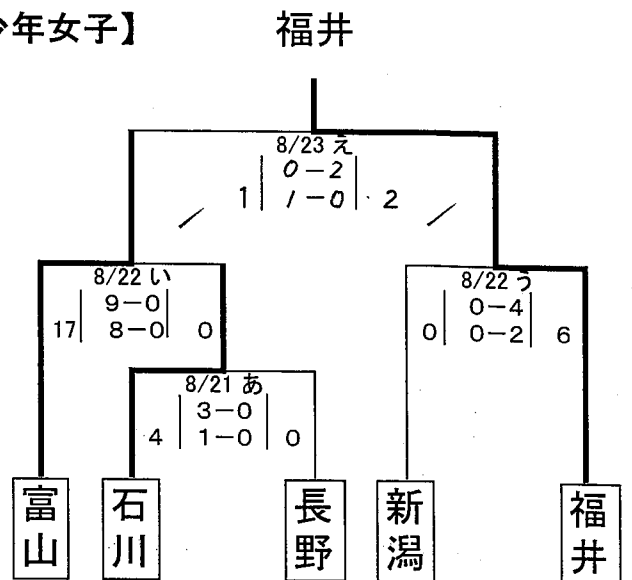 少年女子】
福井
8/23 え
0-2
1 1-0 2
8/22 い
9-0
17 8-0 0
8/22 う
0-4
0 0-2 6
8/21 あ
3-0
4 1-0 0
富山
石川
長野
新潟
福井